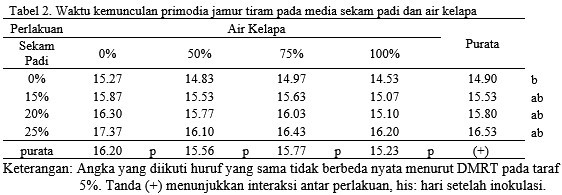 Tabel 2. Waktu kemunculan primodia jamur tiram pada media sekam padi dan air kelapa
Perlakuan Air Kelapa Purata
Sekam Padi 0% 50% 75% 100%
0% 15.27 14.83 14.97 14.53 14.90 b
15% 15.87 15.53 15.63 15.07 15.53 ab
20% 16.30 15.77 16.03 15.10 15.80 ab
25% 17.37 16.10 16.43 16.20 16.53 ab
purata 16.20 p 15.56 p 15.77 p 15.23 p (+)
Keterangan: Angka yang diikuti huruf yang sama tidak berbeda nyata menurut DMRT pada taraf
5%. Tanda (+) menunjukkan interaksi antar perlakuan, his: hari setelah inokulasi.